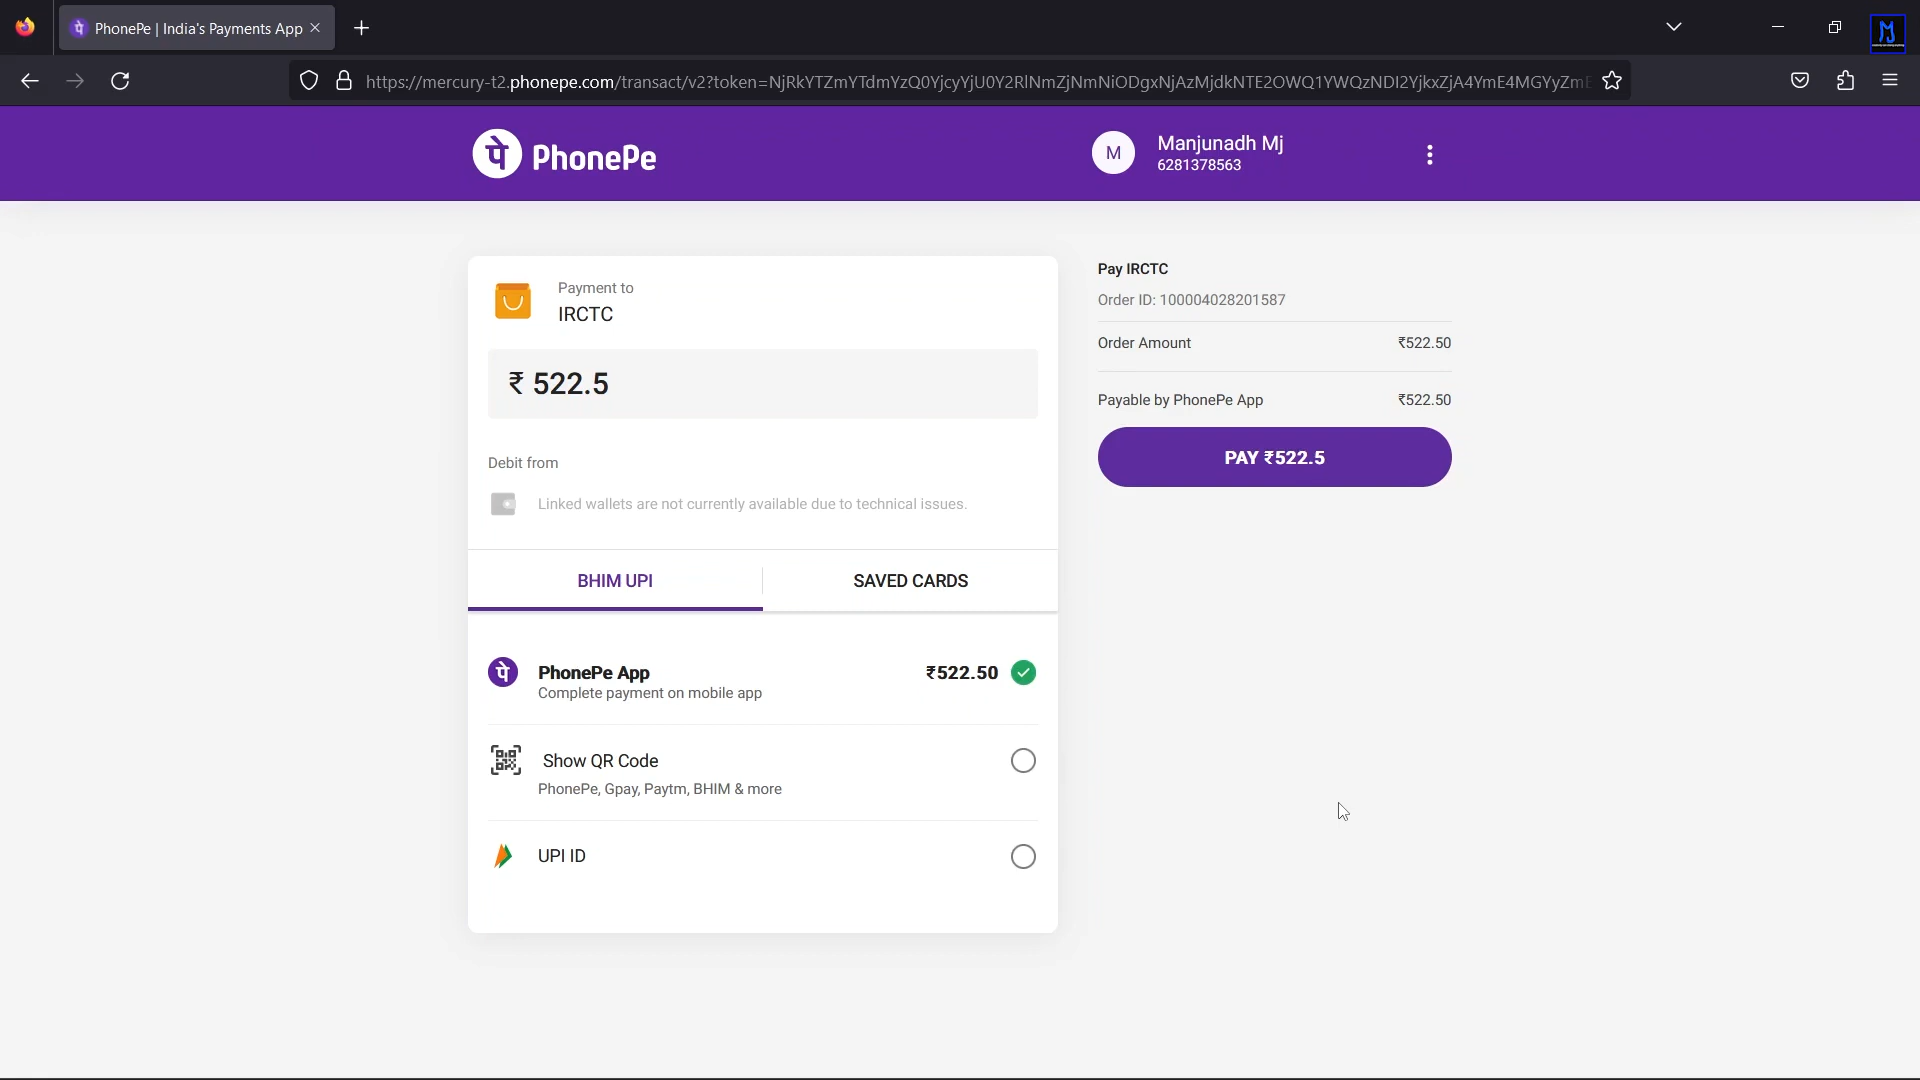 PhonePe | India's Payments App
https://mercury-t2.phonepe.com/transact/v2?token=NjRkYTZmYTdmYzQ0YjcyYjU0Y2RlNmZjNmNiODgxNjAzMjdkNTE2OWQ1YWQzNDI2YjkxZjA4YmE4MGYyZmE
पे PhonePe
M
Manjunadh Mj
6281378563
Payment to
IRCTC
₹ 522.5
Debit from
Linked wallets are not currently available due to technical issues.
BHIM UPI
SAVED CARDS
पे PhonePe App ₹522.50
Complete payment on mobile app
Show QR Code
PhonePe, Gpay, Paytm, BHIM & more
UPI ID
Pay IRCTC
Order ID: 100004028201587
Order Amount ₹522.50
Payable by PhonePe App ₹522.50
PAY ₹522.5